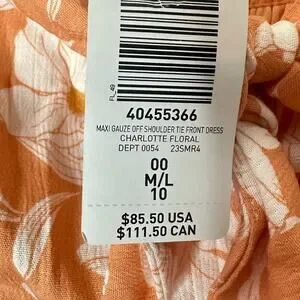 FL_49
40455366
MAXI GAUZE OFF SHOULDER TIE FRONT DRESS
CHARLOTTE FLORAL
DEPT 0054 23SMR4
00
M/L
10
$85.50 USA
$111.50 CAN